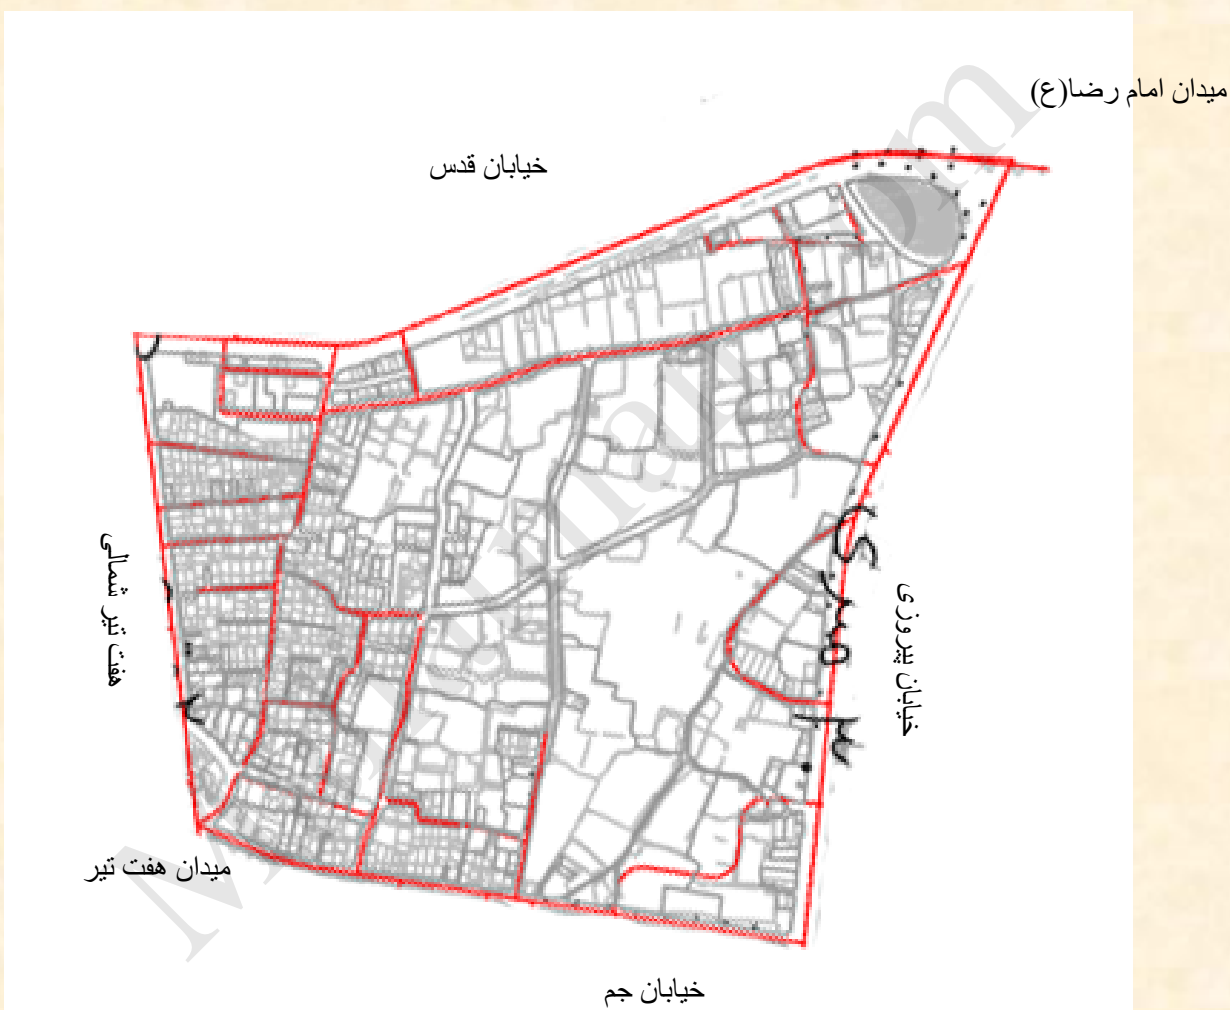 میدان امام رضا(ع)
خیابان قدس
هفت تیر شمالی
خیابان پیروزی
میدان هفت تیر
خیابان جم